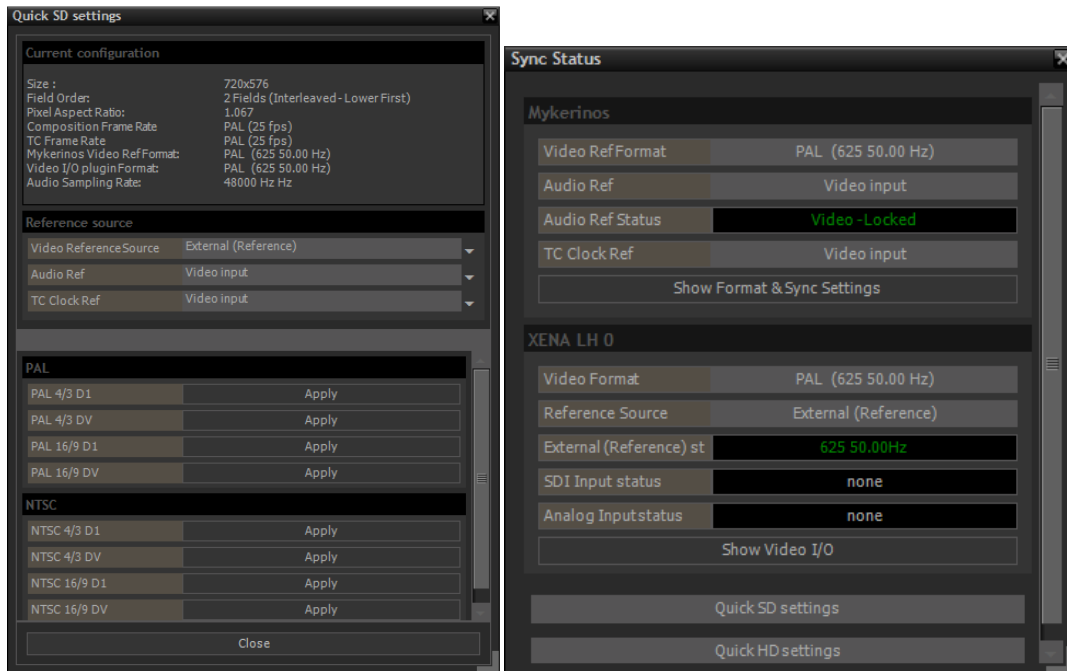 Quick SD settings
Current configuration
Size : 720x576
Field Order: 2 Fields (Interleaved - Lower First)
Pixel Aspect Ratio: 1.067
Composition Frame Rate PAL (25 fps)
TC Frame Rate PAL (25 fps)
Mykerinos Video Ref Format: PAL (625 50.00 Hz)
Video I/O plugin Format: PAL (625 50.00 Hz)
Audio Sampling Rate: 48000 Hz Hz
Reference source
Video Reference Source External (Reference)
Audio Ref Video input
TC Clock Ref Video input
PAL
PAL 4/3 D1 Apply
PAL 4/3 DV Apply
PAL 16/9 D1 Apply
PAL 16/9 DV Apply
NTSC
NTSC 4/3 D1 Apply
NTSC 4/3 DV Apply
NTSC 16/9 D1 Apply
NTSC 16/9 DV Apply
Close
Sync Status
Mykerinos
Video Ref Format PAL (625 50.00 Hz)
Audio Ref Video input
Audio Ref Status Video - Locked
TC Clock Ref Video input
Show Format & Sync Settings
XENA LH 0
Video Format PAL (625 50.00 Hz)
Reference Source External (Reference)
External (Reference) st 625 50.00Hz
SDI Input status none
Analog Input status none
Show Video I/O
Quick SD settings
Quick HD settings